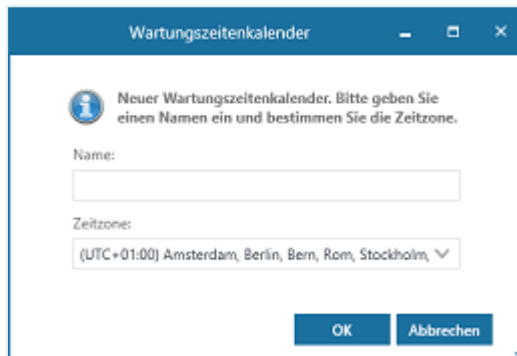 Wartungszeitenkalender
Neuer Wartungszeitenkalender. Bitte geben Sie
einen Namen ein und bestimmen Sie die Zeitzone.
Name:
Zeitzone:
(UTC+01:00) Amsterdam, Berlin, Bern, Rom, Stockholm,
OK
Abbrechen